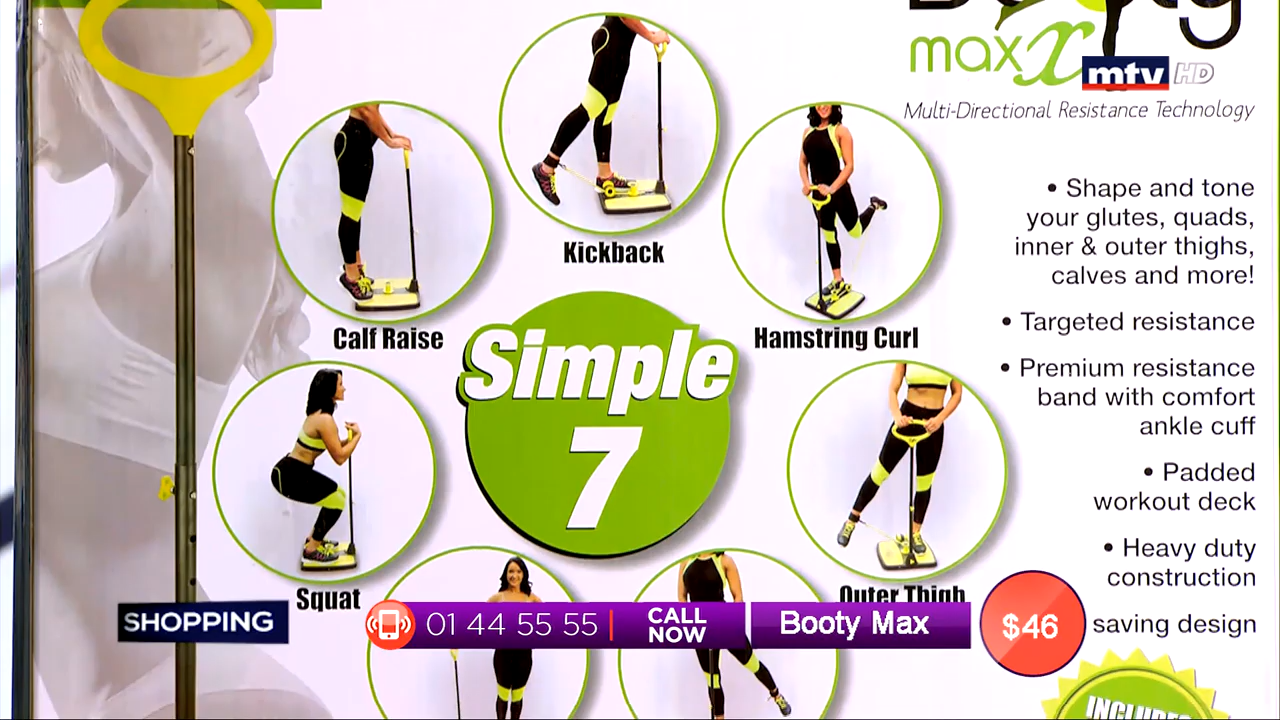 Booty
maxx
mtv HD
Multi-Directional Resistance Technology
Kickback
Calf Raise
Hamstring Curl
Simple
7
Squat
Outer Thigh
• Shape and tone
your glutes, quads,
inner & outer thighs,
calves and more!
• Targeted resistance
• Premium resistance
band with comfort
ankle cuff
• Padded
workout deck
• Heavy duty
construction
saving design
SHOPPING
01 44 55 55
CALL
NOW
Booty Max
$46